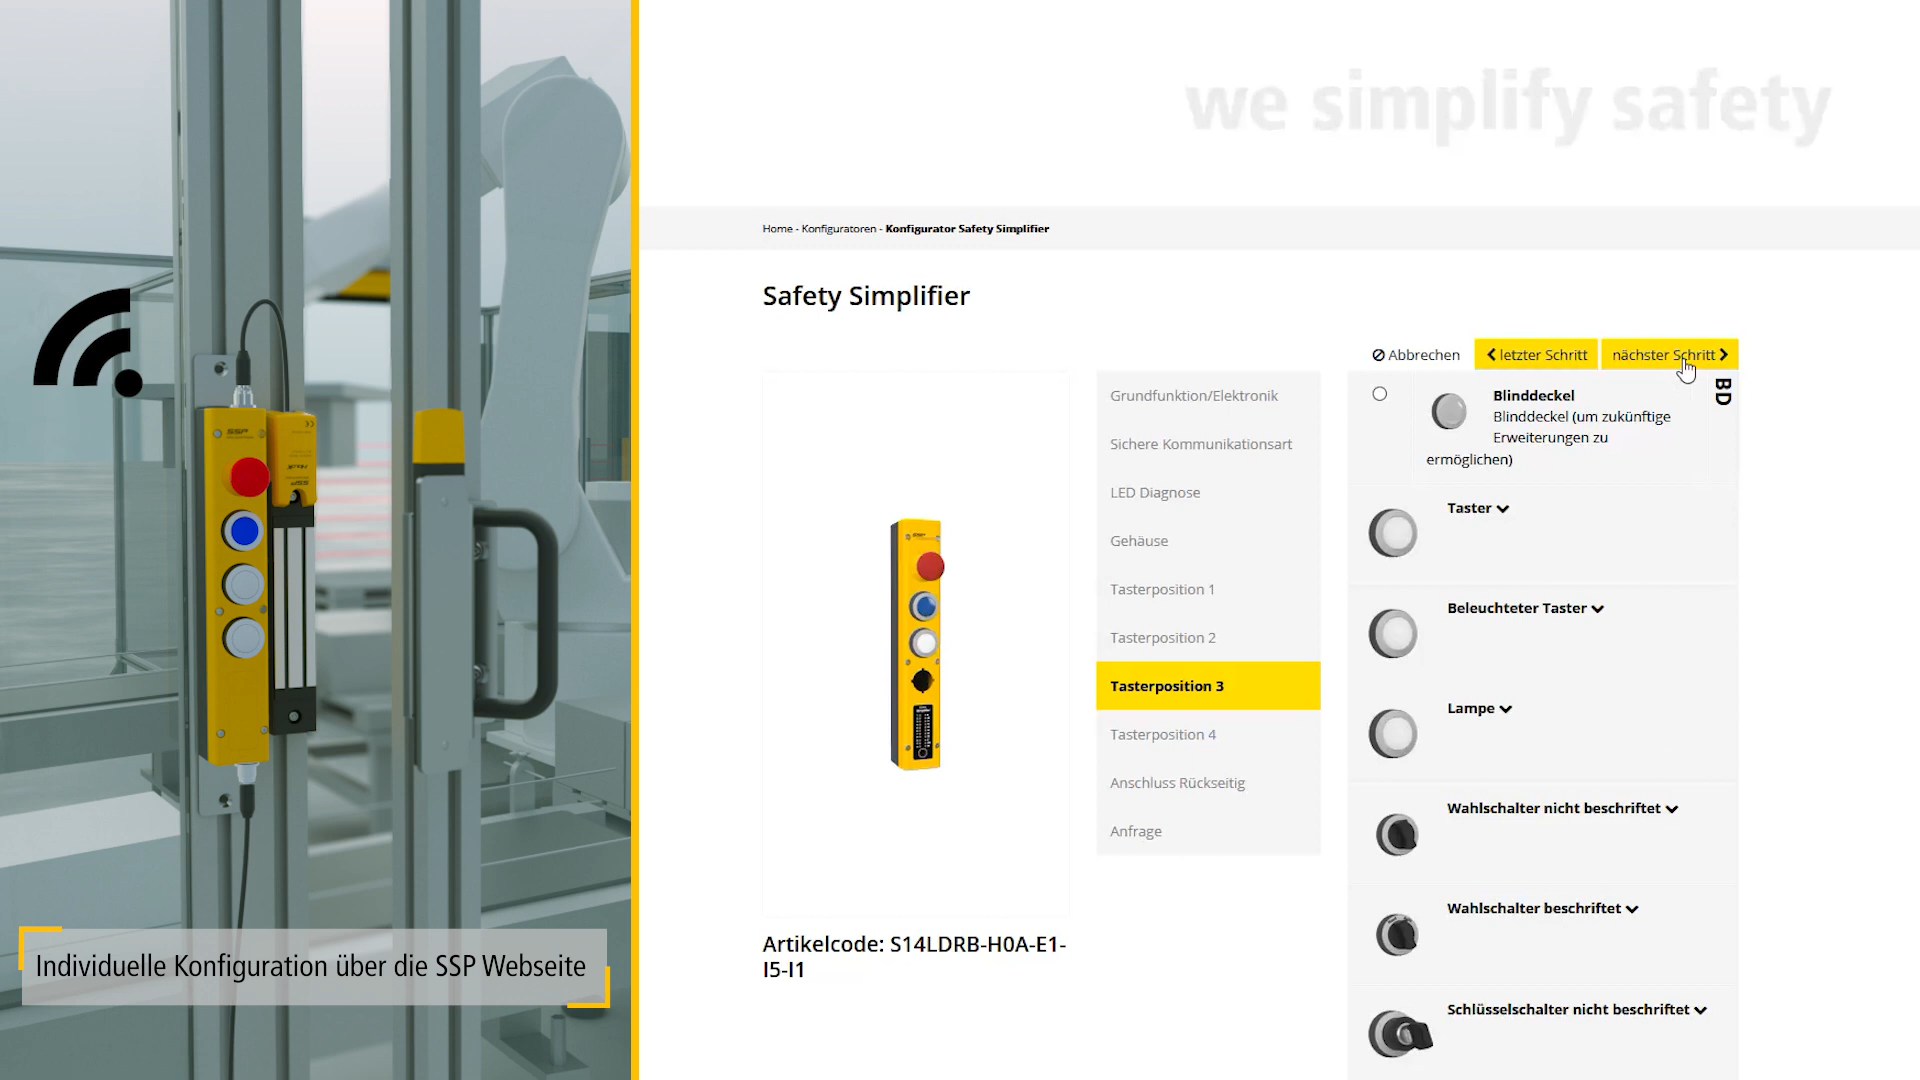 we simplify safety
Home - Konfiguratoren - Konfigurator Safety Simplifier
Safety Simplifier
Abbrechen
letzter Schritt
nächster Schritt
Grundfunktion/Elektronik
Sichere Kommunikationsart
LED Diagnose
Gehäuse
Tasterposition 1
Tasterposition 2
Tasterposition 3
Tasterposition 4
Anschluss Rückseitig
Anfrage
Blinddeckel
Blinddeckel (um zukünftige
Erweiterungen zu
ermöglichen)
BD
Taster
Beleuchteter Taster
Lampe
Wahlschalter nicht beschriftet
Wahlschalter beschriftet
Schlüsselschalter nicht beschriftet
Artikelcode: S14LDRB-H0A-E1-
I5-I1
SSP
Individuelle Konfiguration über die SSP Webseite